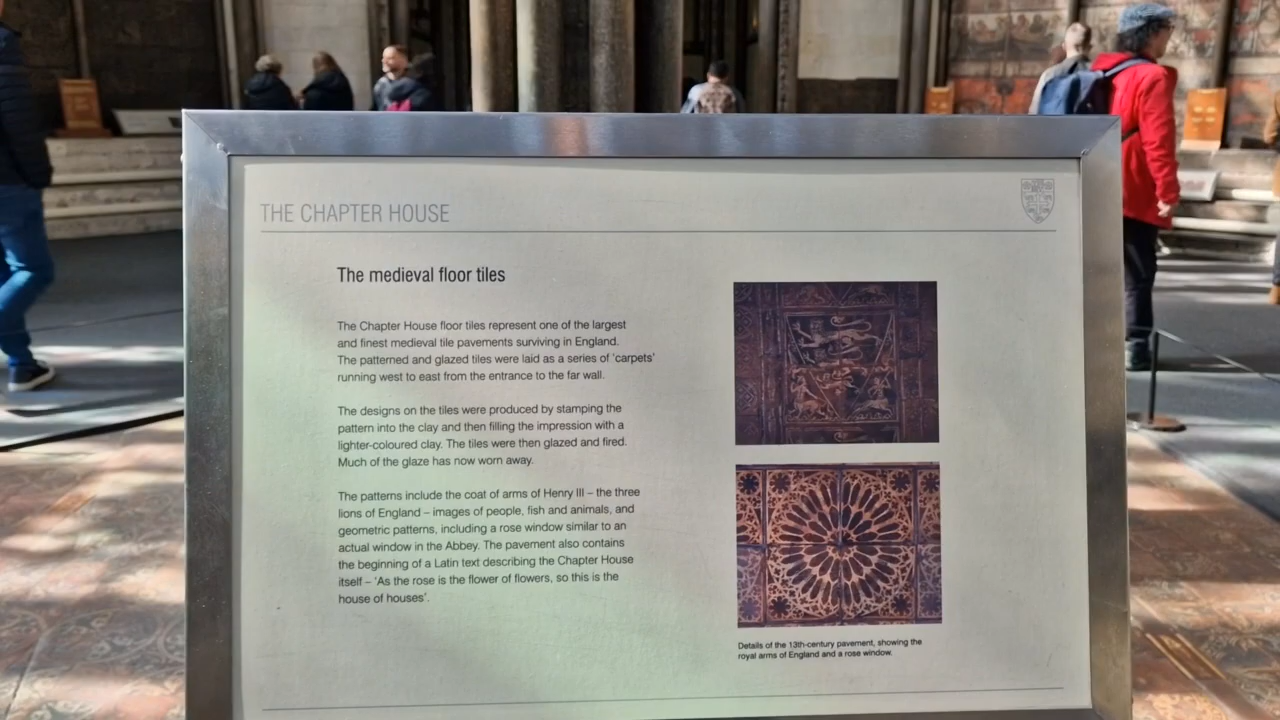 THE CHAPTER HOUSE
The medieval floor tiles
The Chapter House floor tiles represent one of the largest
and finest medieval tile pavements surviving in England.
The patterned and glazed tiles were laid as a series of ‘carpets’
running west to east from the entrance to the far wall.
The designs on the tiles were produced by stamping the
pattern into the clay and then filling the impression with a
lighter-coloured clay. The tiles were then glazed and fired.
Much of the glaze has now worn away.
The patterns include the coat of arms of Henry III – the three
lions of England – images of people, fish and animals, and
geometric patterns, including a rose window similar to an
actual window in the Abbey. The pavement also contains
the beginning of a Latin text describing the Chapter House
itself – ‘As the rose is the flower of flowers, so this is the
house of houses’.
Details of the 13th-century pavement, showing the
royal arms of England and a rose window.